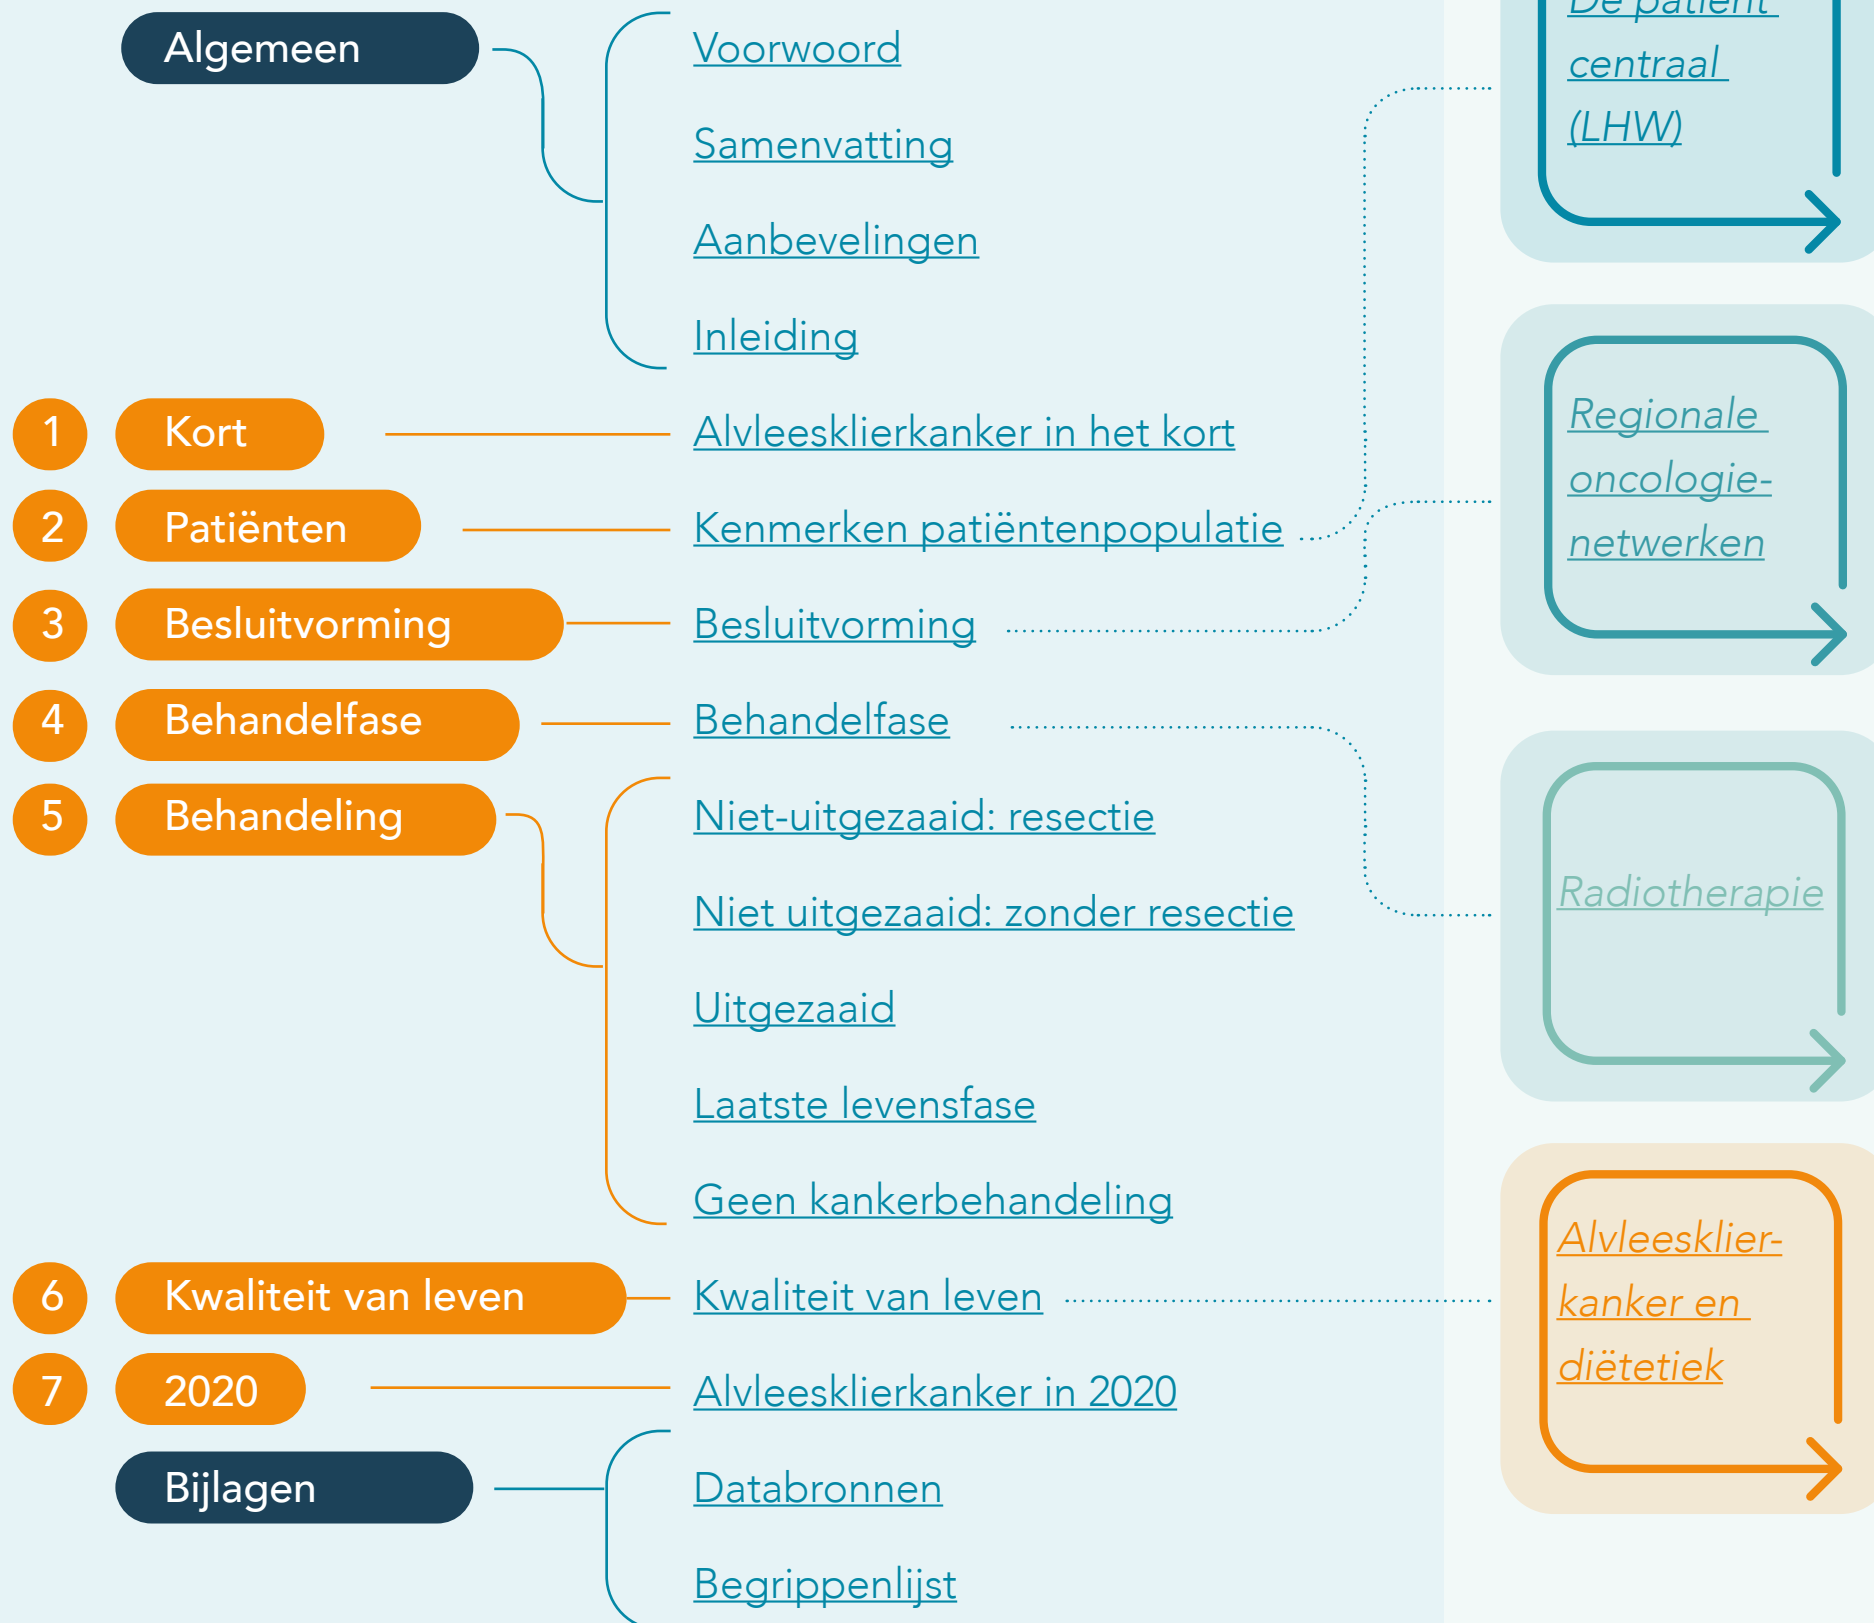 Algemeen
Voorwoord
Samenvatting
Aanbevelingen
Inleiding
1 Kort Alvleesklierkanker in het kort
2 Patiënten Kenmerken patiëntenpopulatie
3 Besluitvorming Besluitvorming
4 Behandelfase Behandelfase
5 Behandeling
Niet-uitgezaaid: resectie
Niet uitgezaaid: zonder resectie
Uitgezaaid
Laatste levensfase
Geen kankerbehandeling
6 Kwaliteit van leven Kwaliteit van leven
7 2020 Alvleesklierkanker in 2020
Bijlagen
Databronnen
Begrippenlijst
De patiënt
centraal
(LHW)
Regionale
oncologie-
netwerken
Radiotherapie
Alvleesklier-
kanker en
diëtetiek